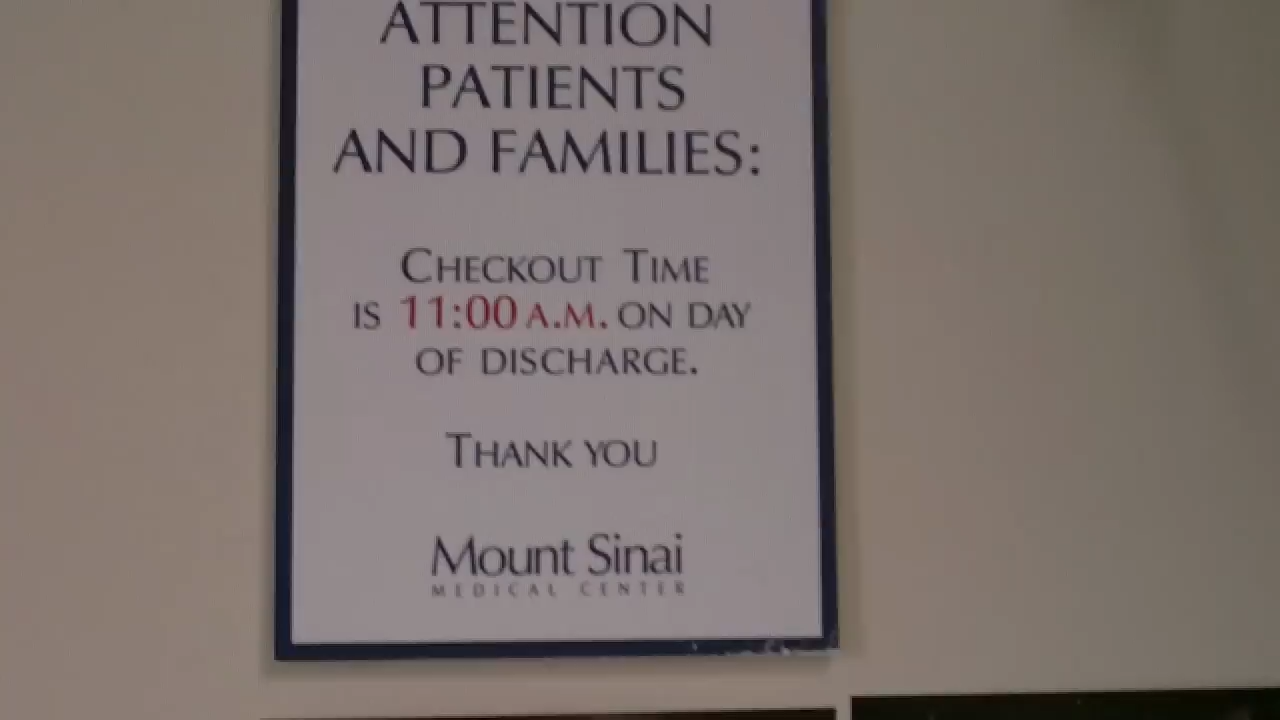 ATTENTION
PATIENTS
AND FAMILIES:
CHECKOUT TIME
IS 11:00 A.M. ON DAY
OF DISCHARGE.
THANK YOU
Mount Sinai
MEDICAL CENTER